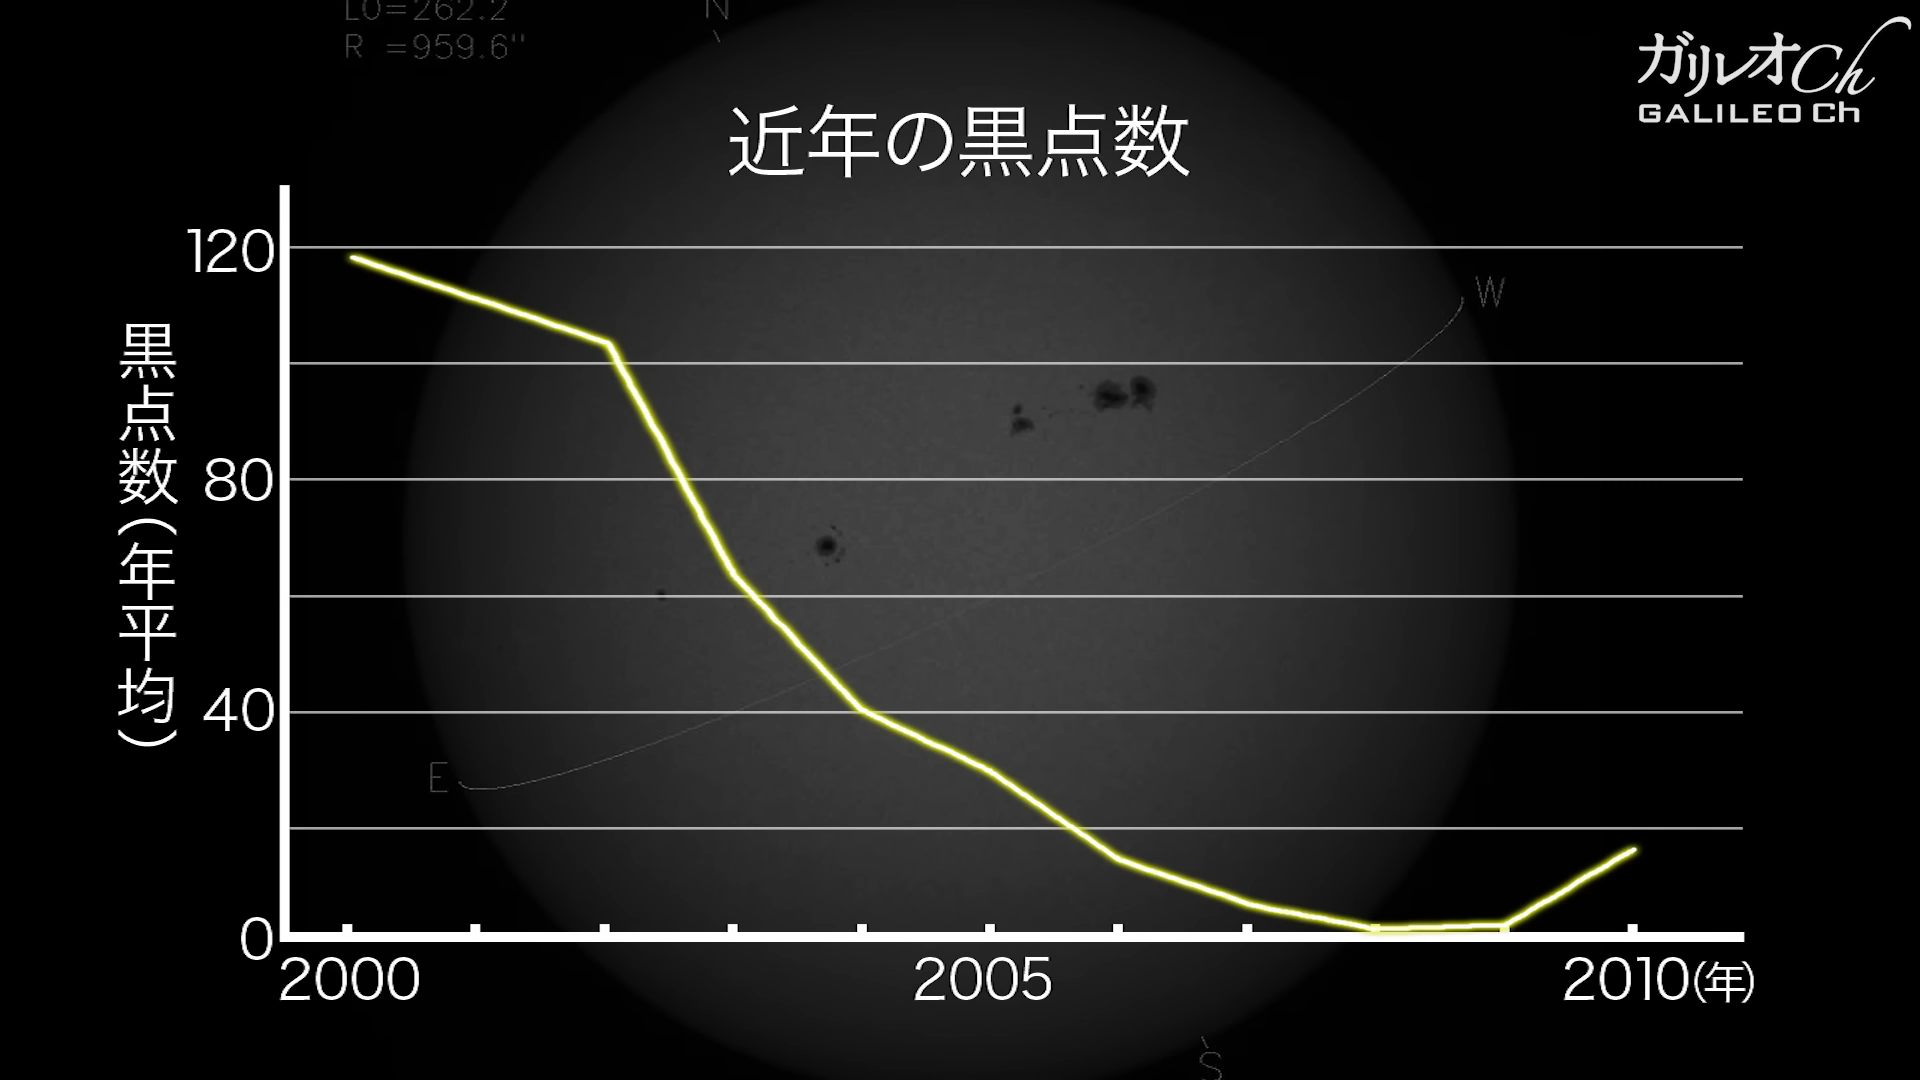 L0=262.2
R =959.6"
N
ガリレオCh
GALILEO Ch
近年の黒点数
黒点数(年平均)
120
80
40
0
2000
2005
2010(年)
W
E
S